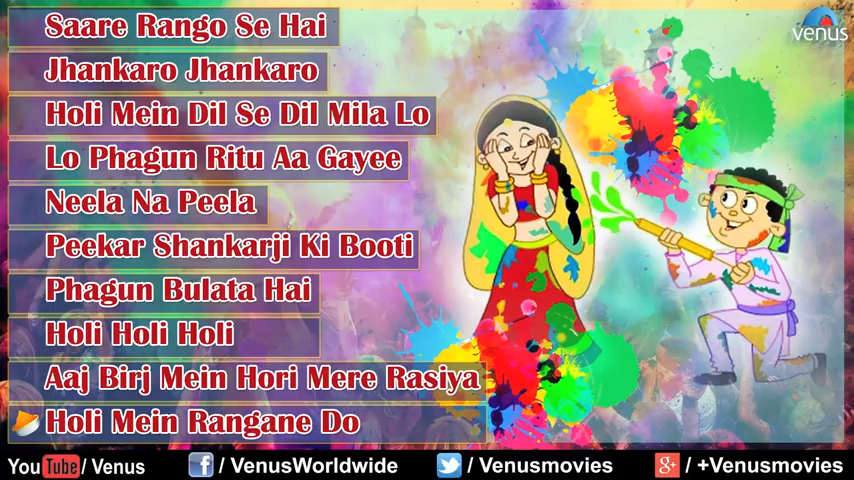 Saare Rango Se Hai
venus
Jhankaro Jhankaro
Holi Mein Dil Se Dil Mila Lo
Lo Phagun Ritu Aa Gayee
Neela Na Peela
Peekar Shankarji Ki Booti
Phagun Bulata Hai
Holi Holi Holi
Aaj Birj Mein Hori Mere Rasiya
Holi Mein Rangane Do
You Tube / Venus f / VenusWorldwide / Venusmovies g+ / +Venusmovies